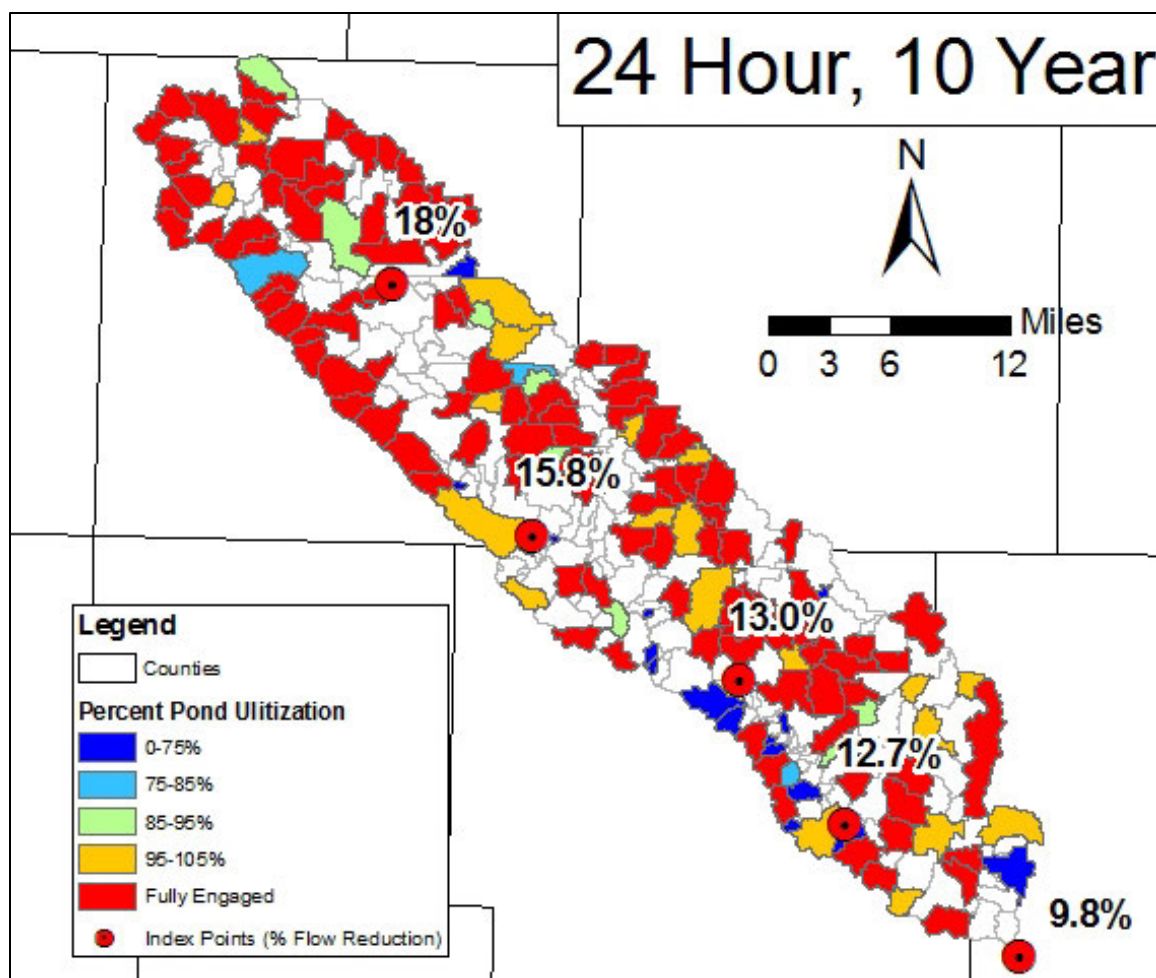 24 Hour, 10 Year
N
Miles
0 3 6 12
18%
15.8%
13.0%
12.7%
9.8%
Legend
Counties
Percent Pond Ulitization
0-75%
75-85%
85-95%
95-105%
Fully Engaged
Index Points (% Flow Reduction)